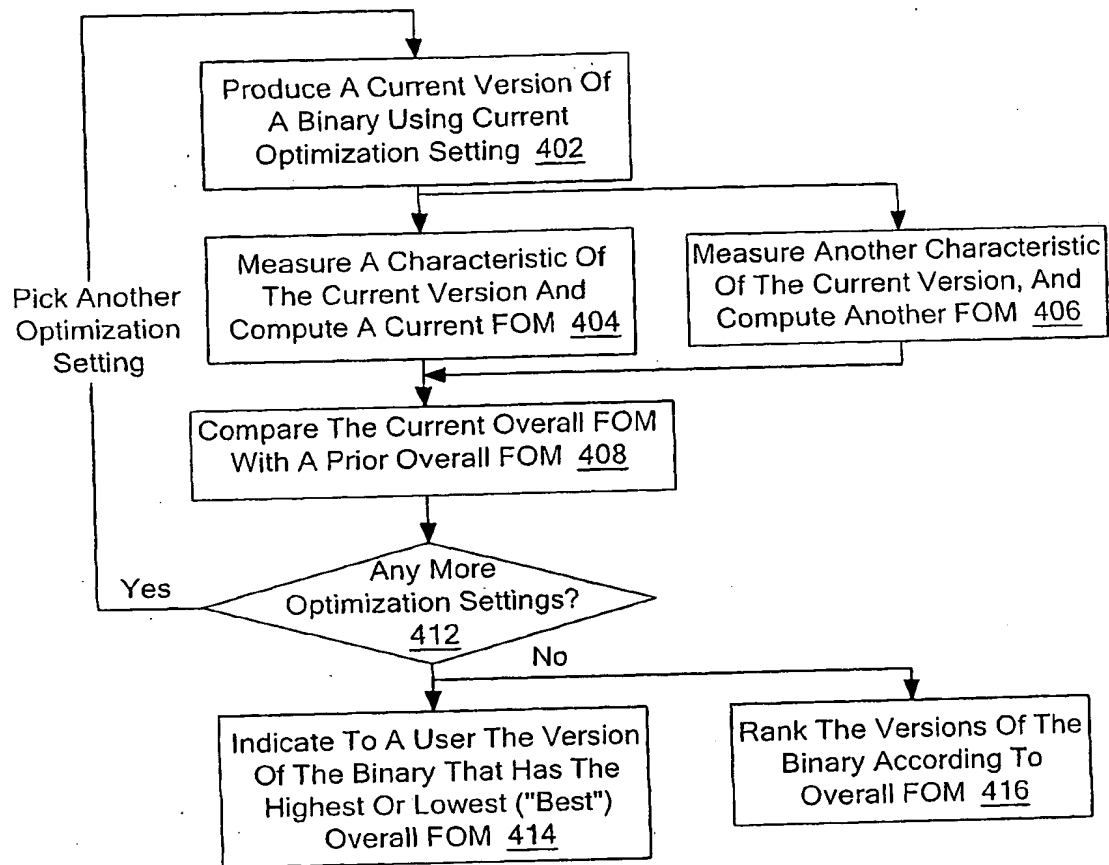 Produce A Current Version Of
A Binary Using Current
Optimization Setting 402
Measure A Characteristic Of
The Current Version And
Compute A Current FOM 404
Measure Another Characteristic
Of The Current Version, And
Compute Another FOM 406
Pick Another
Optimization
Setting
Compare The Current Overall FOM
With A Prior Overall FOM 408
Any More
Optimization Settings?
412
Yes
No
Indicate To A User The Version
Of The Binary That Has The
Highest Or Lowest ("Best")
Overall FOM 414
Rank The Versions Of The
Binary According To
Overall FOM 416